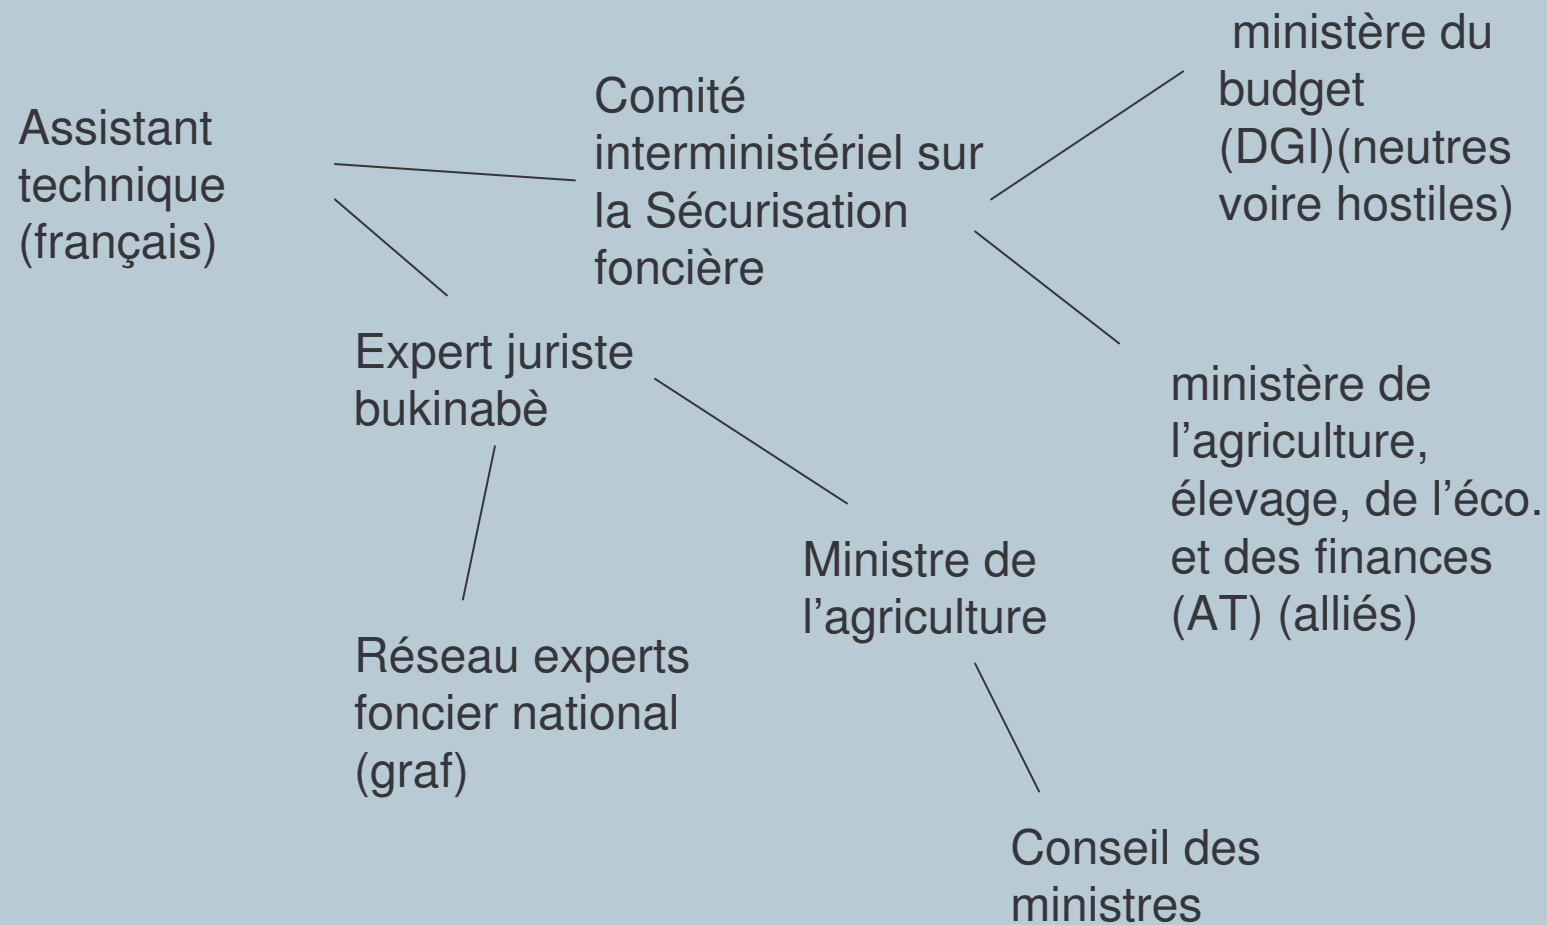 Assistant
technique
(français)
Comité
interministériel sur
la Sécurisation
foncière
ministère du
budget
(DGI)(neutres
voire hostiles)
Expert juriste
bukinabè
ministère de
l’agriculture,
élevage, de l’éco.
et des finances
(AT) (alliés)
Ministre de
l’agriculture
Réseau experts
foncier national
(graf)
Conseil des
ministres